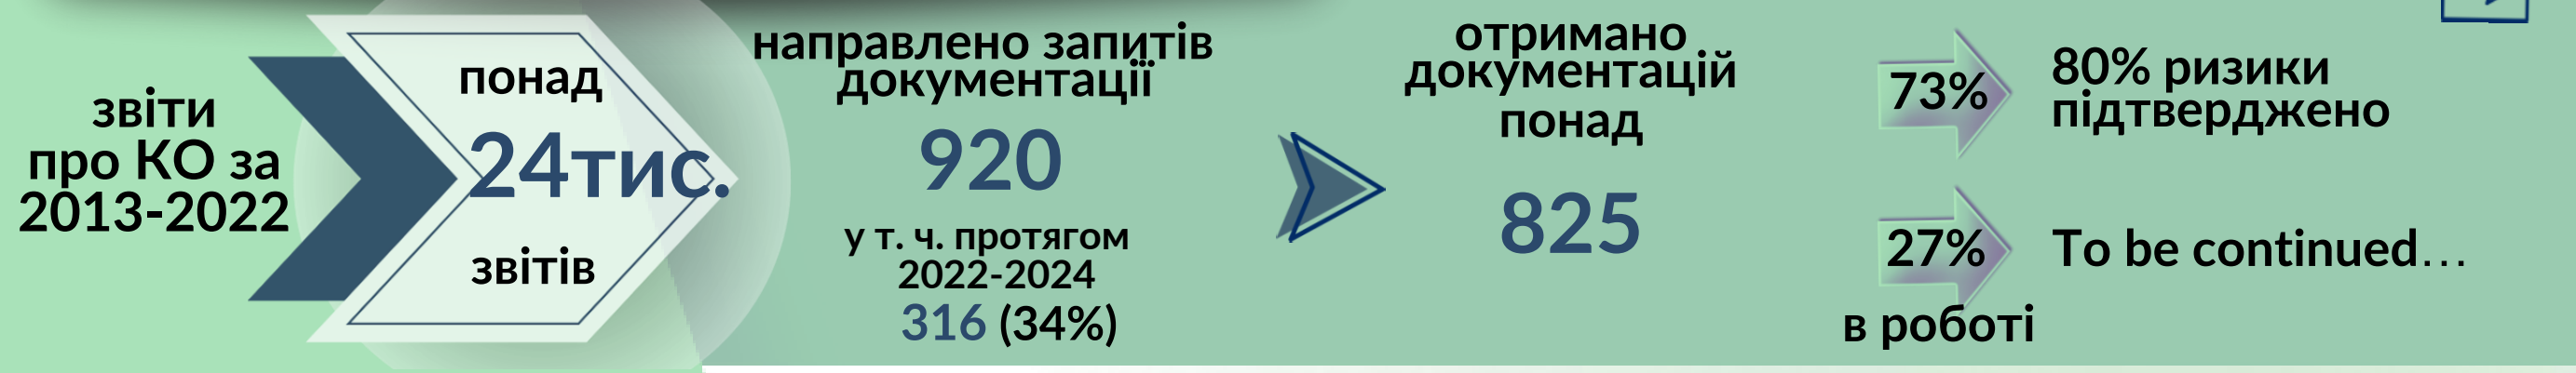 звіти
про КО за
2013-2022
понад
24тис.
звітів
направлено запитів
документації
920
у т. ч. протягом
2022-2024
316 (34%)
отримано
документацій
понад
825
73%
80% ризики
підтверджено
27%
To be continued…
в роботі